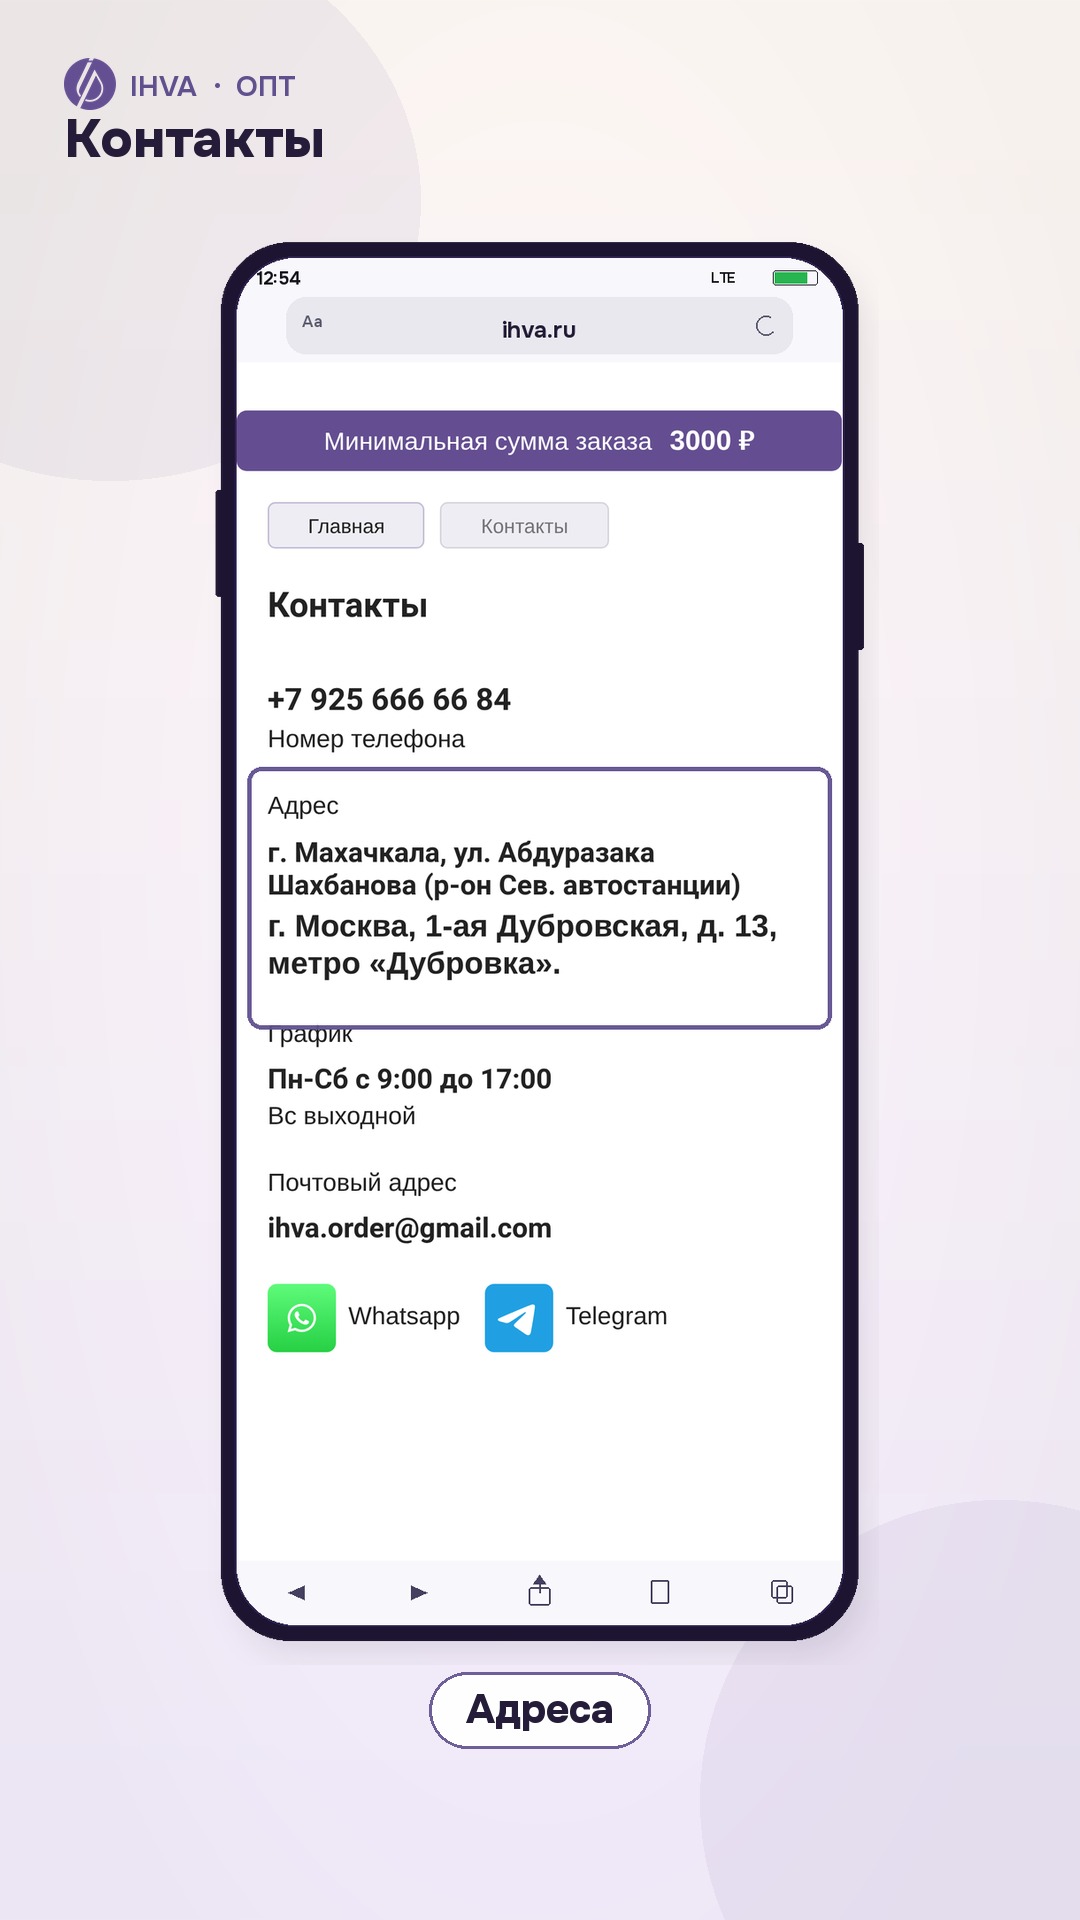 IHVA · ОПТ
Контакты
12:54
LTE
Aa
ihva.ru
Минимальная сумма заказа 3000 ₽
Главная
Контакты
Контакты
+7 925 666 66 84
Номер телефона
Адрес
г. Махачкала, ул. Абдуразака
Шахбанова (р-он Сев. автостанции)
г. Москва, 1-ая Дубровская, д. 13,
метро «Дубровка».
График
Пн-Сб с 9:00 до 17:00
Вс выходной
Почтовый адрес
ihva.order@gmail.com
Whatsapp
Telegram
Адреса